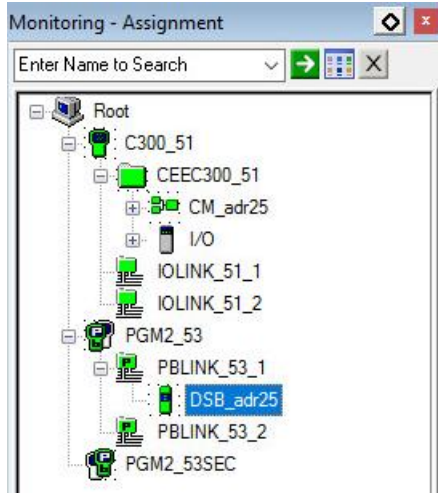 Monitoring - Assignment
Enter Name to Search
Root
C300_51
CEEC300_51
CM_adr25
I/O
IOLINK_51_1
IOLINK_51_2
PGM2_53
PBLINK_53_1
DSB_adr25
PBLINK_53_2
PGM2_53SEC